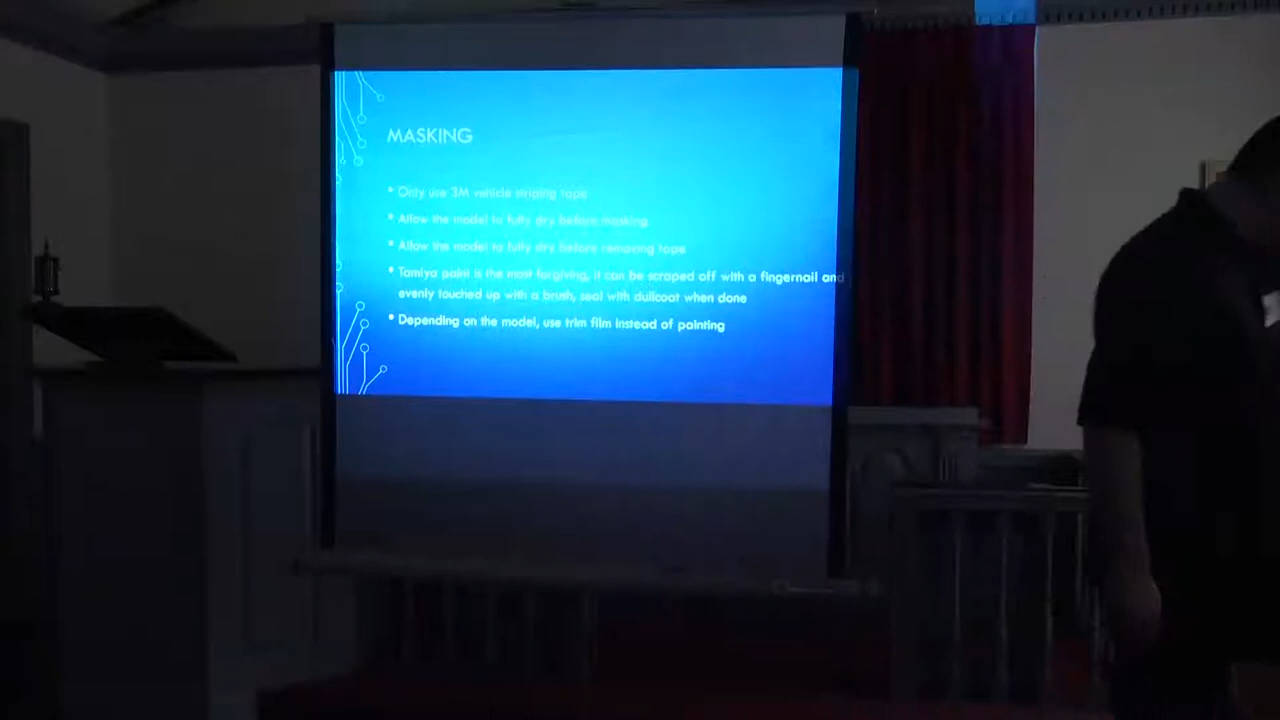 MASKING
• Only use 3M vehicle striping tape
• Allow the model to fully dry before masking
• Allow the model to fully dry before removing tape
• Tamiya paint is the most forgiving, it can be scraped off with a fingernail and
evenly touched up with a brush, seal with dullcoat when done
• Depending on the model, use trim film instead of painting